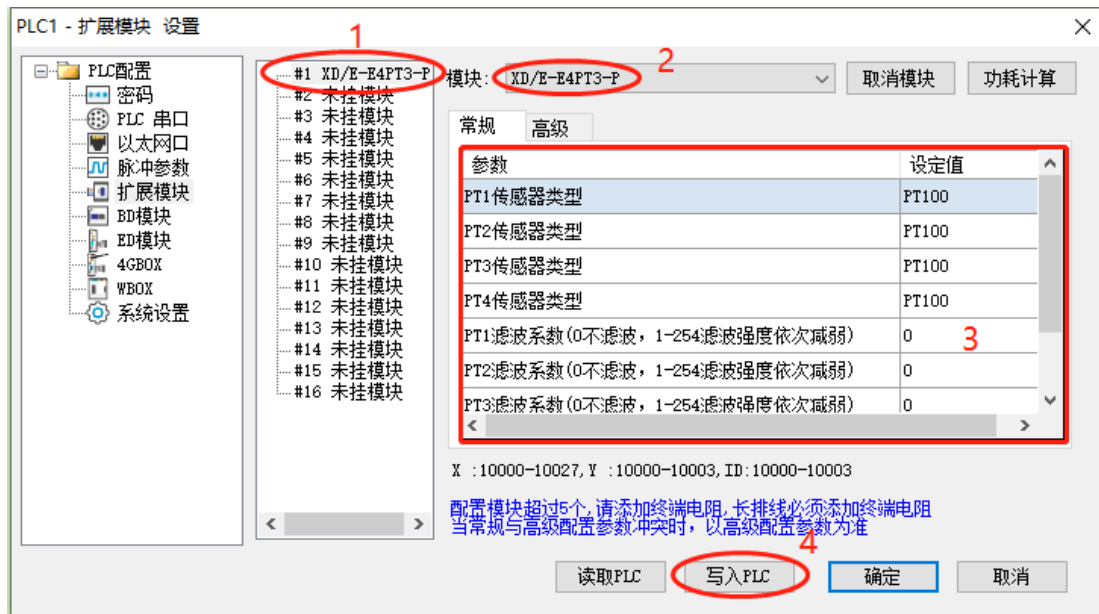 PLC1 - 扩展模块 设置
1
PLC配置
密码
PLC 串口
以太网口
脉冲参数
扩展模块
BD模块
ED模块
4GBOX
WBOX
系统设置
#1 XD/E-E4PT3-P
#2 未挂模块
#3 未挂模块
#4 未挂模块
#5 未挂模块
#6 未挂模块
#7 未挂模块
#8 未挂模块
#9 未挂模块
#10 未挂模块
#11 未挂模块
#12 未挂模块
#13 未挂模块
#14 未挂模块
#15 未挂模块
#16 未挂模块
模块: XD/E-E4PT3-P 2 取消模块 功耗计算
常规 高级
参数 设定值
PT1传感器类型 PT100
PT2传感器类型 PT100
PT3传感器类型 PT100
PT4传感器类型 PT100
PT1滤波系数(0不滤波，1-254滤波强度依次减弱) 0 3
PT2滤波系数(0不滤波，1-254滤波强度依次减弱) 0
PT3滤波系数(0不滤波，1-254滤波强度依次减弱) 0
X :10000-10027,Y :10000-10003,ID:10000-10003
配置模块超过5个,请添加终端电阻,长排线必须添加终端电阻
当常规与高级配置参数冲突时，以高级配置参数为准
4
读取PLC 写入PLC 确定 取消